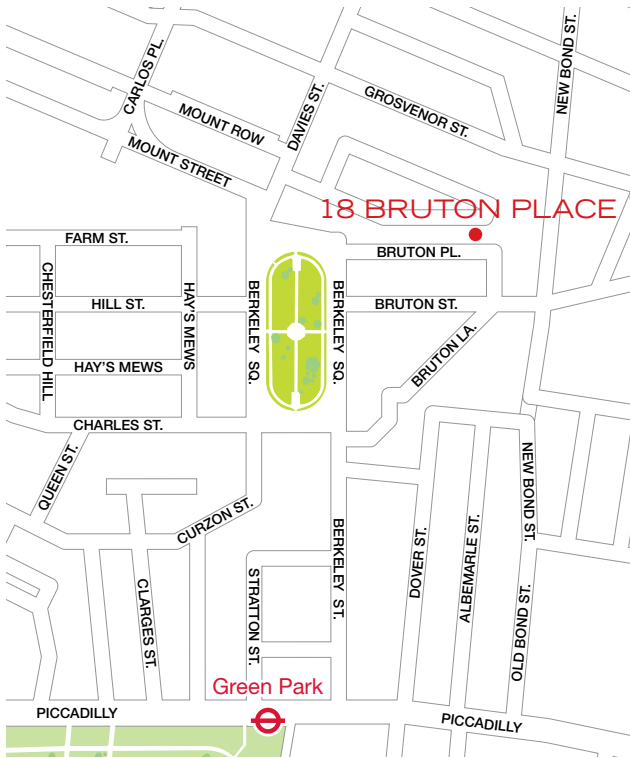 CARLOS PL.
NEW BOND ST.
MOUNT ROW
DAVIES ST.
GROSVENOR ST.
MOUNT STREET
18 BRUTON PLACE
FARM ST.
BRUTON PL.
CHESTERFIELD HILL
HILL ST.
HAY'S MEWS
BERKELEY SQ.
BERKELEY SQ.
BRUTON ST.
HAY'S MEWS
BRUTON LA.
CHARLES ST.
QUEEN ST.
NEW BOND ST.
CURZON ST.
BERKELEY ST.
DOVER ST.
ALBEMARLE ST.
CLARGES ST.
STRATTON ST.
OLD BOND ST.
Green Park
PICCADILLY
PICCADILLY